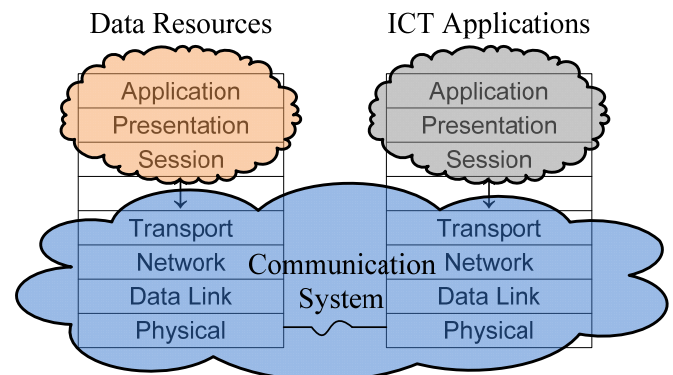 Data Resources
ICT Applications
Application
Presentation
Session
Application
Presentation
Session
Transport
Network
Data Link
Physical
Communication
System
Transport
Network
Data Link
Physical